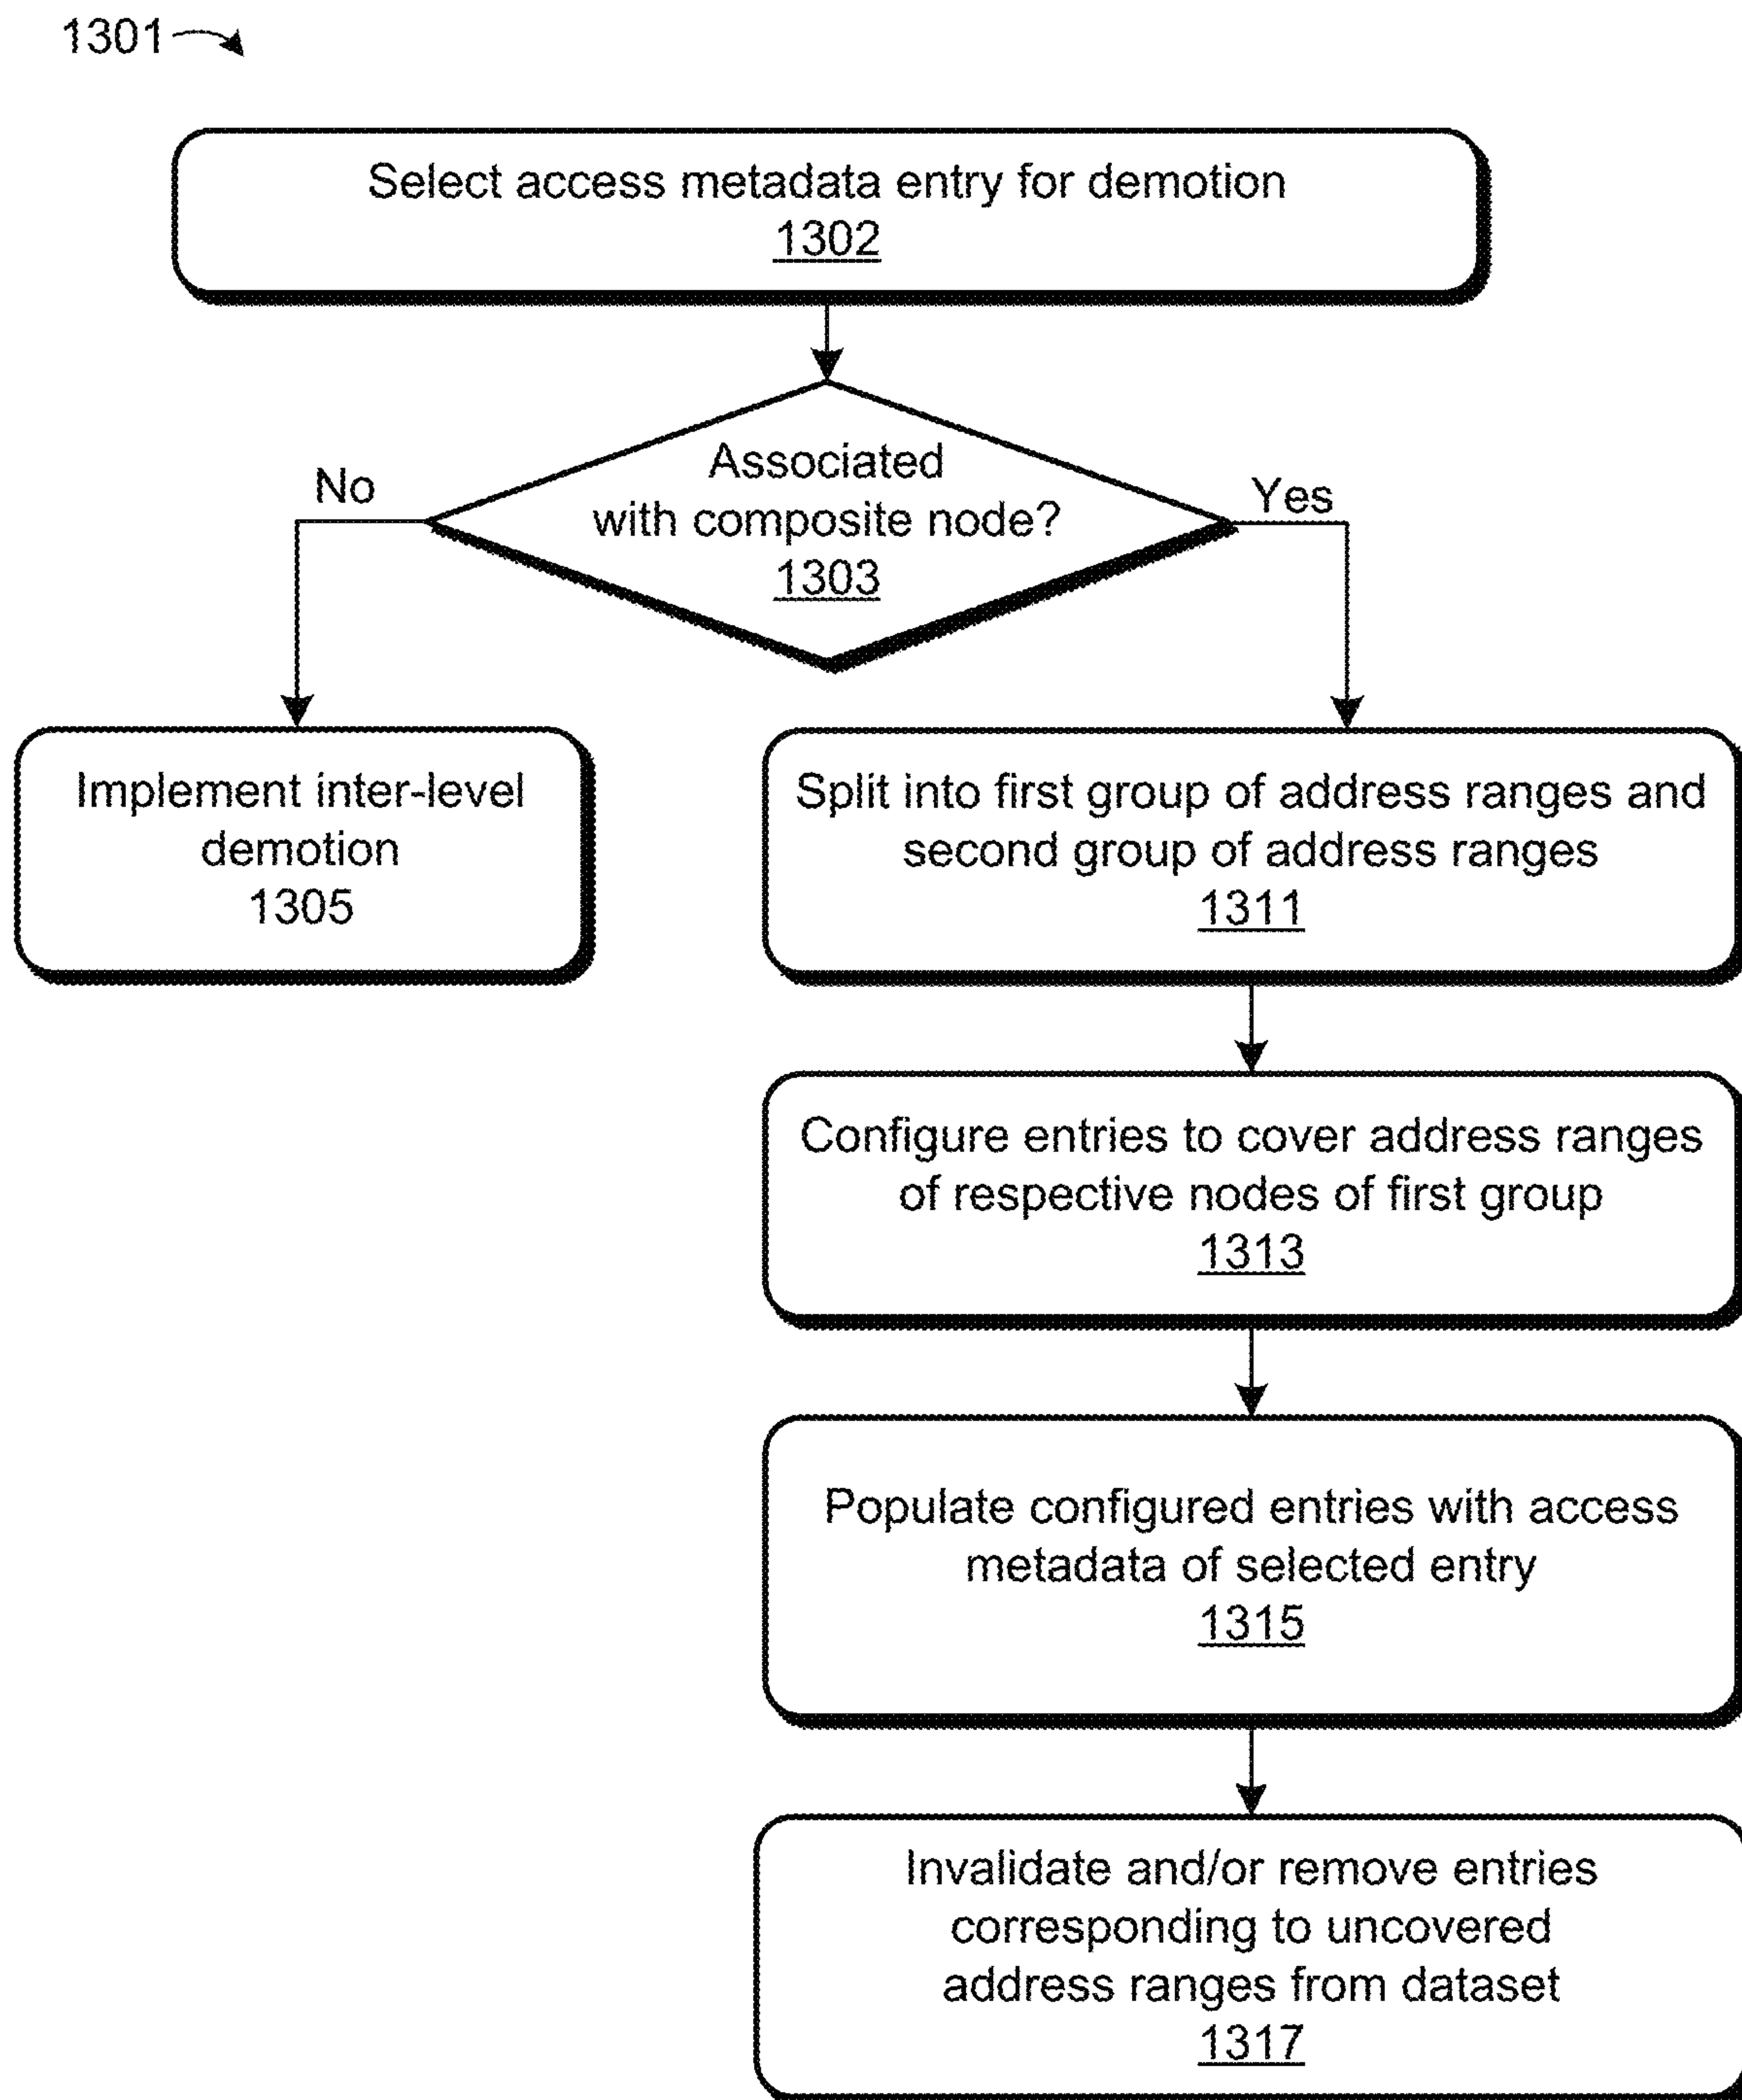 1301
Select access metadata entry for demotion
1302
Associated
with composite node?
1303
No
Yes
Implement inter-level
demotion
1305
Split into first group of address ranges and
second group of address ranges
1311
Configure entries to cover address ranges
of respective nodes of first group
1313
Populate configured entries with access
metadata of selected entry
1315
Invalidate and/or remove entries
corresponding to uncovered
address ranges from dataset
1317